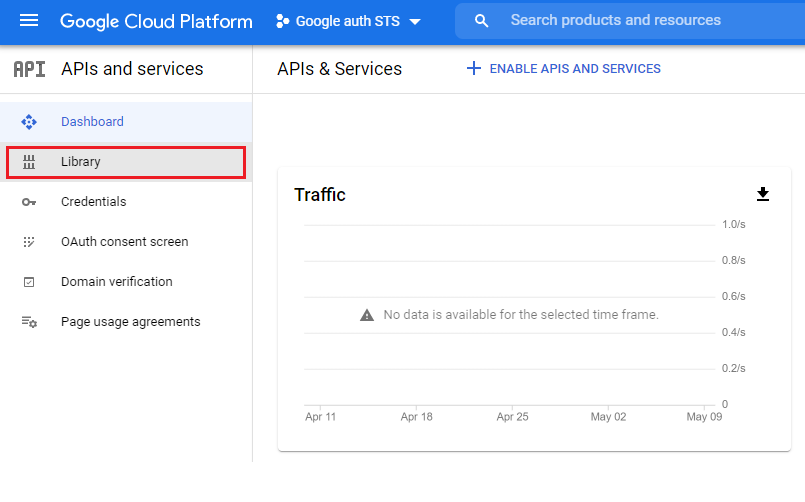 Google Cloud Platform
Google auth STS
Search products and resources
API APIs and services
APIs & Services
ENABLE APIS AND SERVICES
Dashboard
Library
Credentials
OAuth consent screen
Domain verification
Page usage agreements
Traffic
1.0/s
0.8/s
0.6/s
No data is available for the selected time frame.
0.4/s
0.2/s
0
Apr 11 Apr 18 Apr 25 May 02 May 09